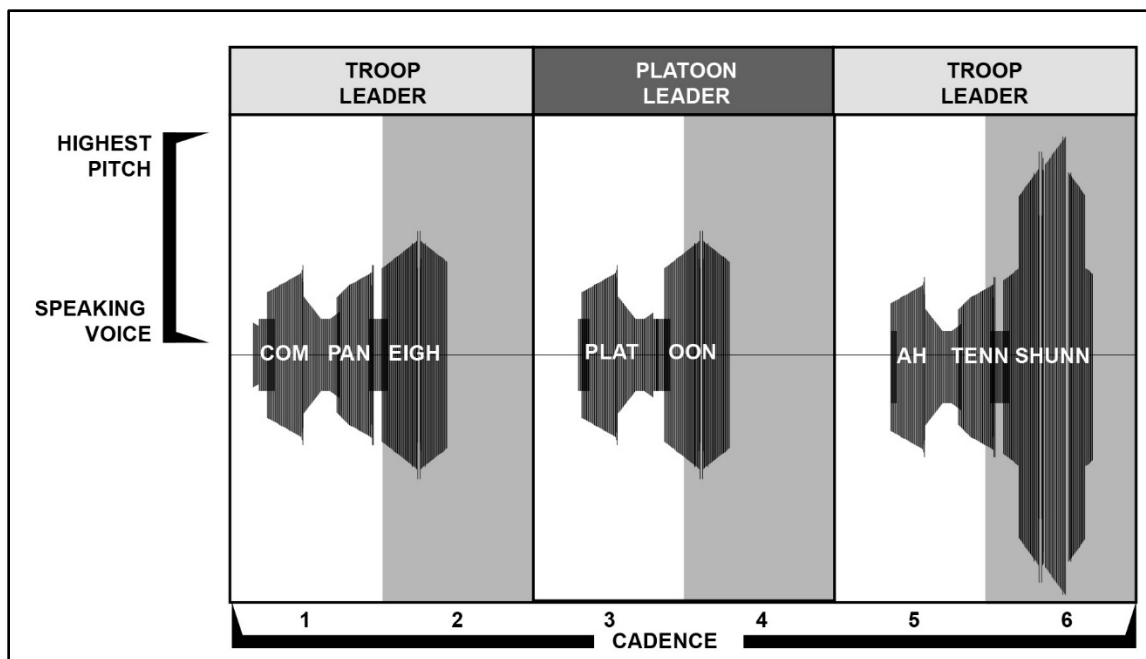 TROOP
LEADER
PLATOON
LEADER
TROOP
LEADER
HIGHEST
PITCH
SPEAKING
VOICE
COM PAN EIGH PLAT OON AH TENN SHUNN
1 2 3 4 5 6
CADENCE